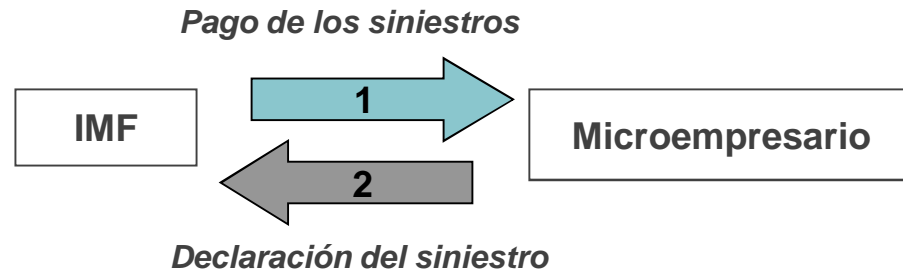 Pago de los siniestros
1
IMF
Microempresario
2
Declaración del siniestro